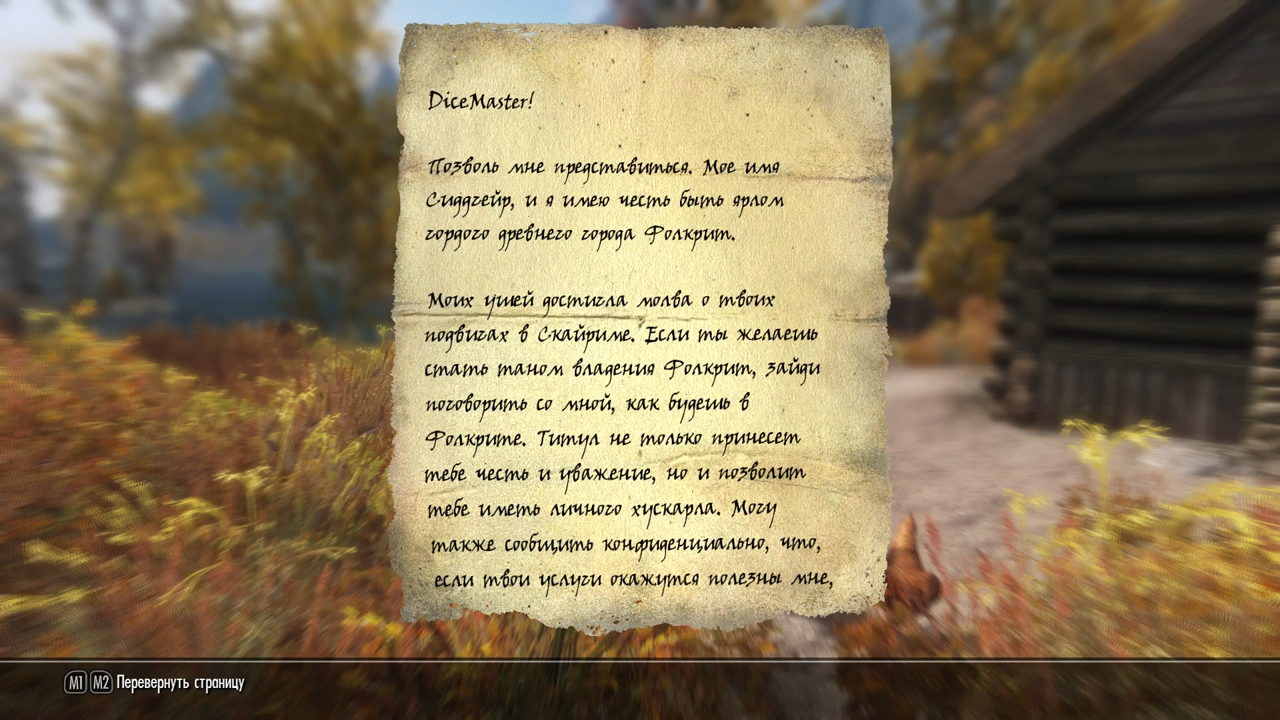 DiceMaster!
Позволь мне представиться. Мое имя
Сиддгейр, и я имею честь быть ярлом
гордого древнего города Фолкрит.
Моих ушей достигла молва о твоих
подвигах в Скайриме. Если ты желаешь
стать таном владения Фолкрит, зайди
поговорить со мной, как будешь в
Фолкрите. Титул не только принесет
тебе честь и уважение, но и позволит
тебе иметь личного хускарла. Могу
также сообщить конфиденциально, что,
если твои услуги окажутся полезны мне,
M1 M2 Перевернуть страницу